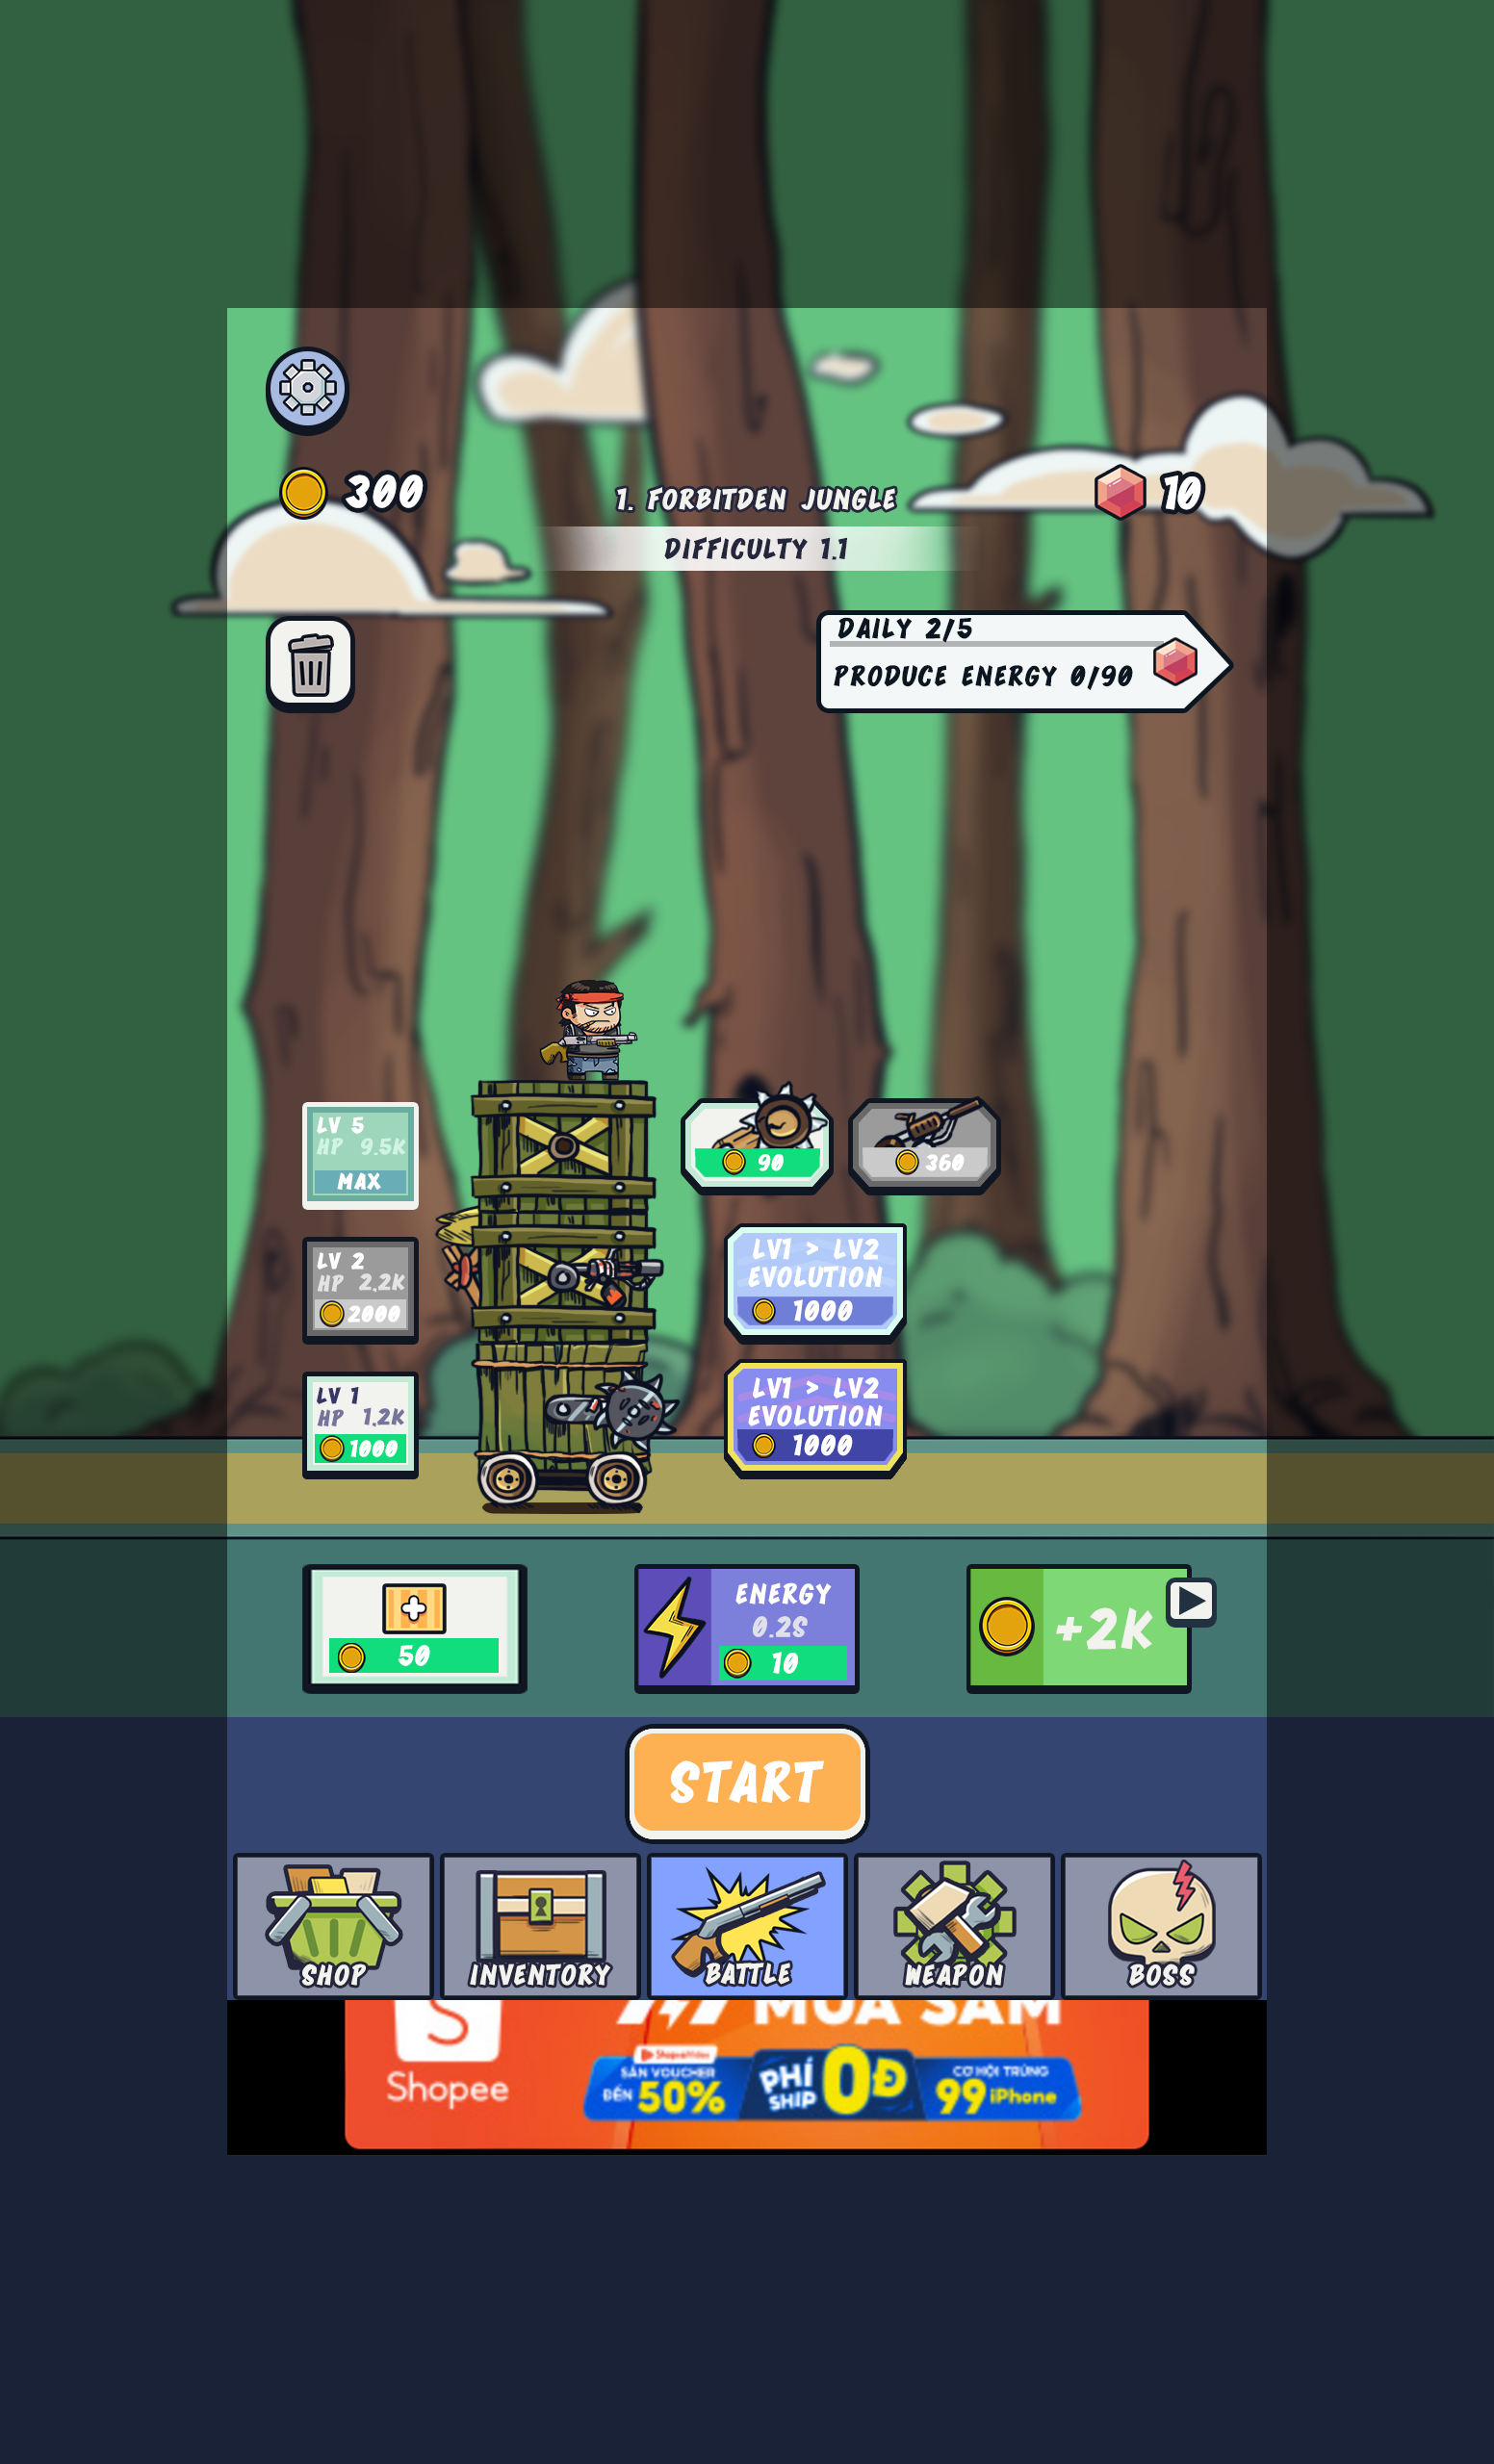 300
1. FORBITDEN JUNGLE
10
DIFFICULTY 1.1
DAILY 2/5
PRODUCE ENERGY 0/90
LV 5
HP 9.5K
MAX
90
360
LV 2
HP 2.2K
2000
LV1 > LV2
EVOLUTION
1000
LV 1
HP 1.2K
1000
LV1 > LV2
EVOLUTION
1000
50
ENERGY
0.2S
10
+2K
START
SHOP
INVENTORY
BATTLE
WEAPON
BOSS
MUA SAM
Shopee
SĂN VOUCHER
ĐẾN 50%
PHÍ
SHIP 0Đ
CƠ HỘI TRÚNG
99 iPhone